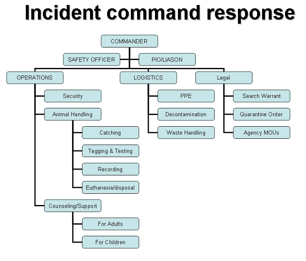 Incident command response
COMMANDER
SAFETY OFFICER
PIO/LIASON
OPERATIONS
LOGISTICS
Legal
Security
PPE
Search Warrant
Animal Handling
Decontamination
Quarantine Order
Catching
Waste Handling
Agency MOUs
Tagging & Testing
Recording
Euthanesia/disposal
Counseling/Support
For Adults
For Children